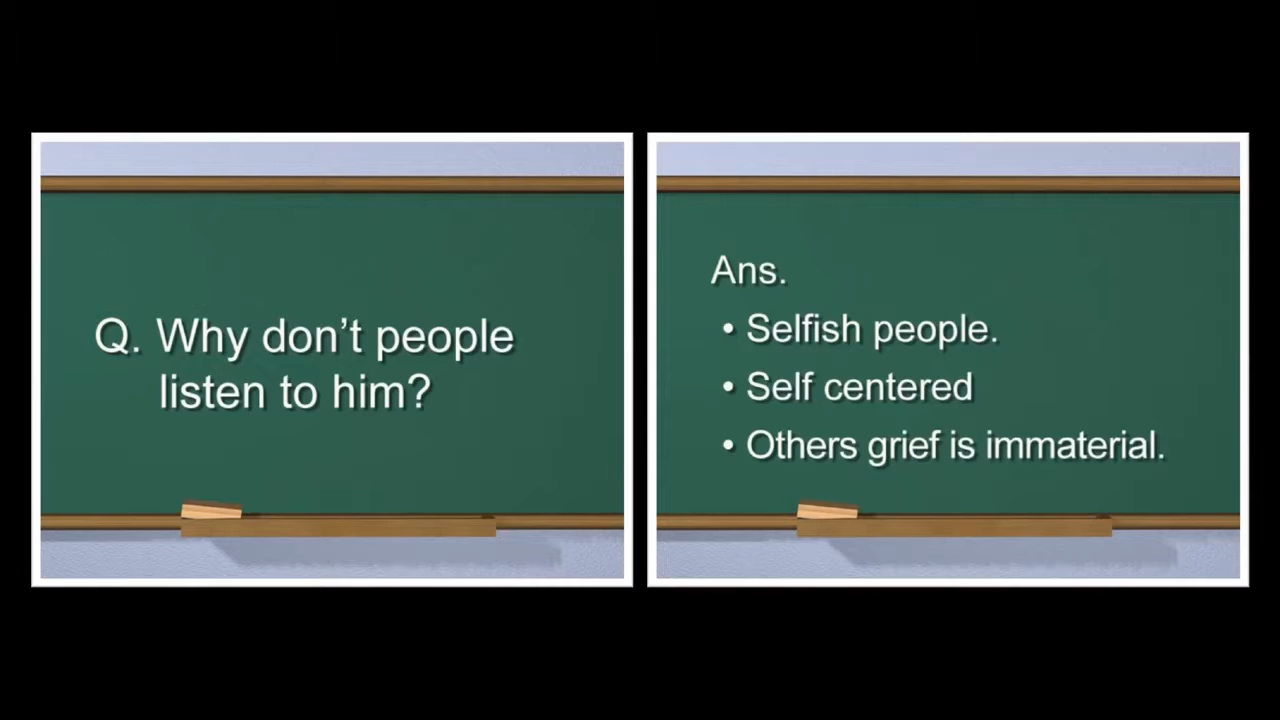 Q. Why don’t people
listen to him?
Ans.
• Selfish people.
• Self centered
• Others grief is immaterial.